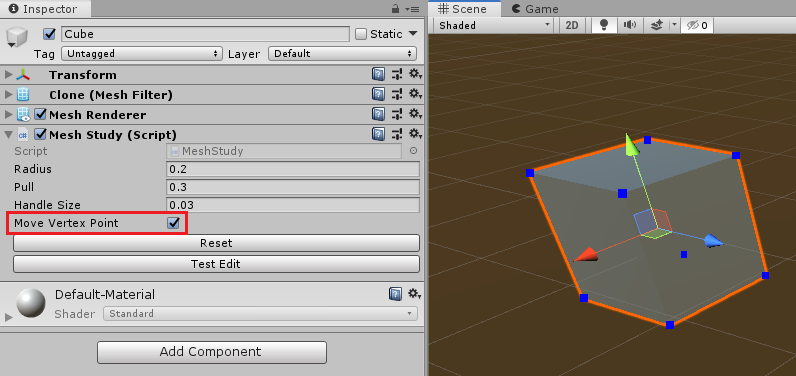 Inspector
Cube
Static
Tag Untagged Layer Default
Transform
Clone (Mesh Filter)
Mesh Renderer
C#
Mesh Study (Script)
Script MeshStudy
Radius 0.2
Pull 0.3
Handle Size 0.03
Move Vertex Point
Reset
Test Edit
Default-Material
Shader Standard
Add Component
Scene Game
Shaded 2D 0